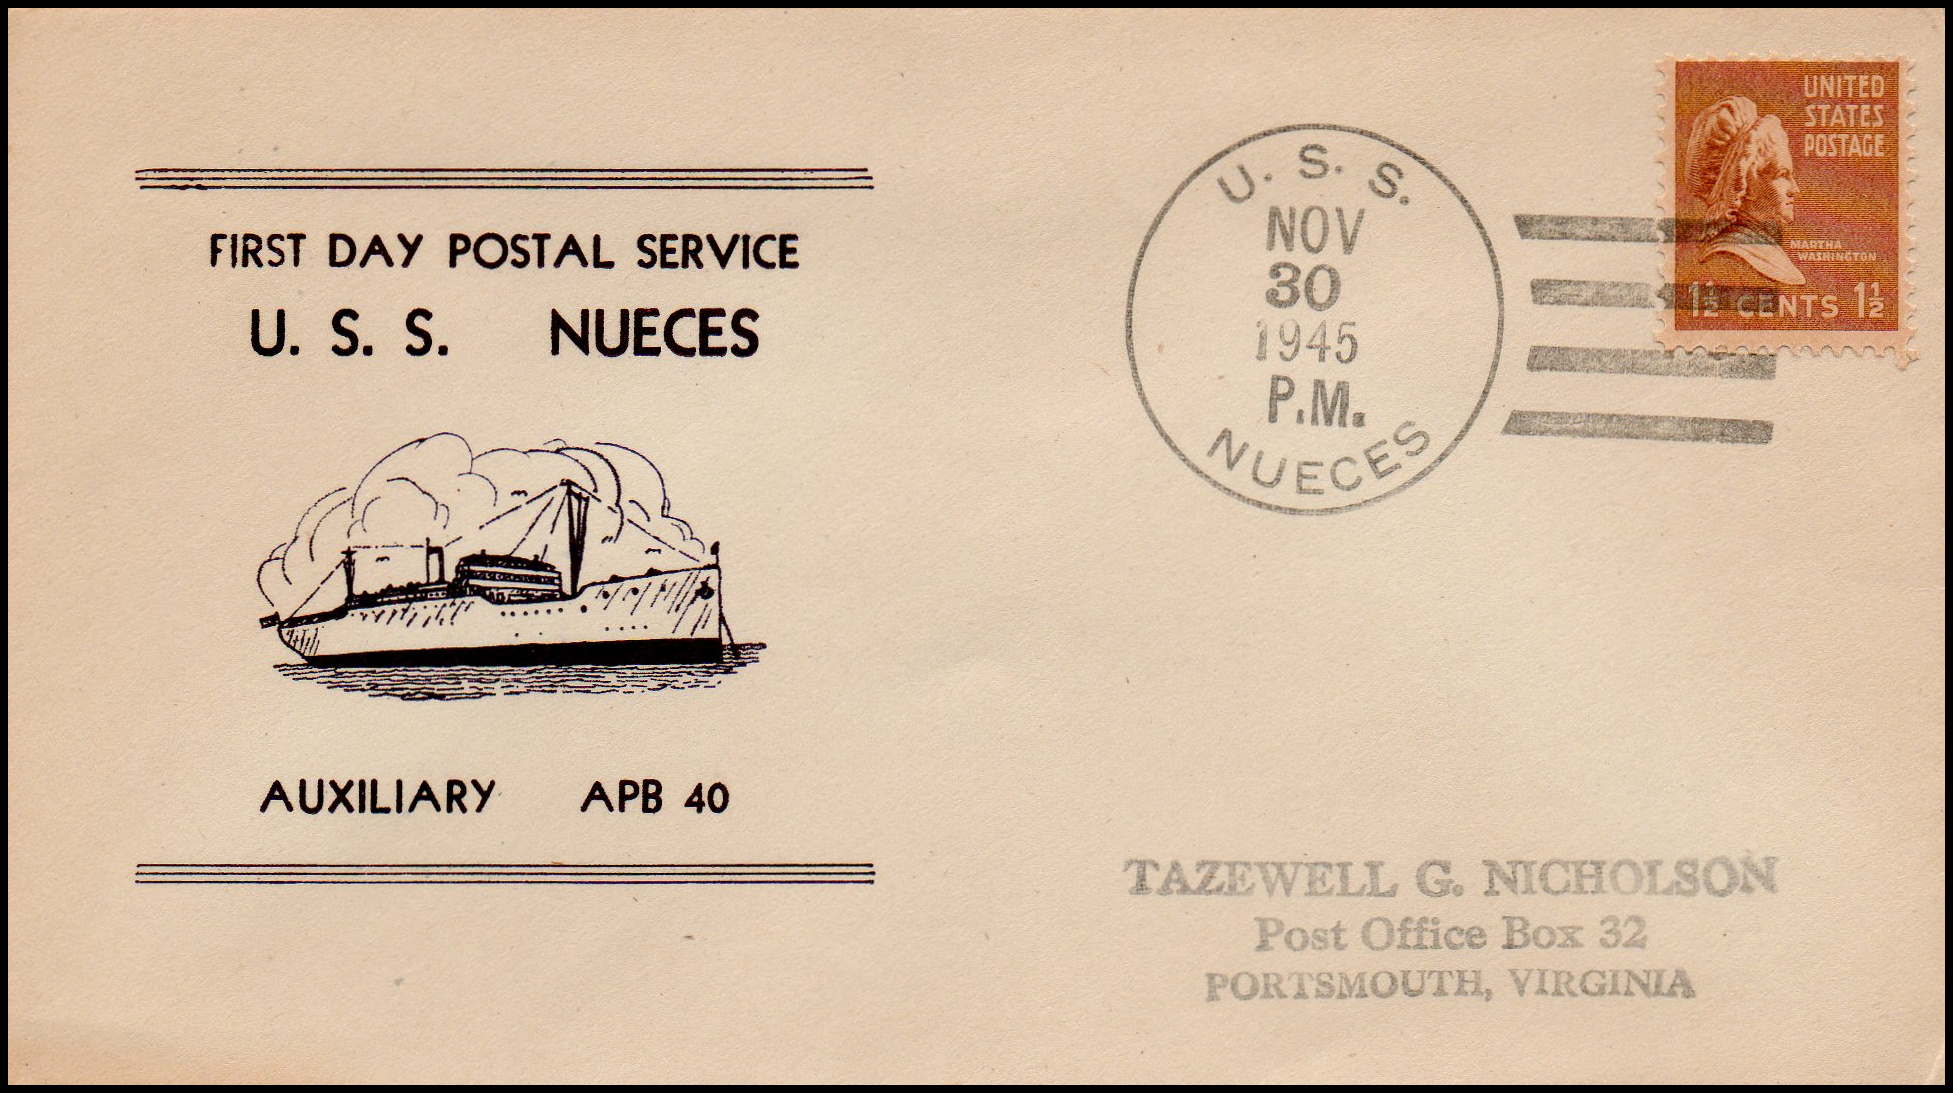 FIRST DAY POSTAL SERVICE
U. S. S. NUECES
AUXILIARY APB 40
U. S. S.
NOV
30
1945
P.M.
NUECES
UNITED
STATES
POSTAGE
MARTHA
WASHINGTON
1½ CENTS 1½
TAZEWELL G. NICHOLSON
Post Office Box 32
PORTSMOUTH, VIRGINIA